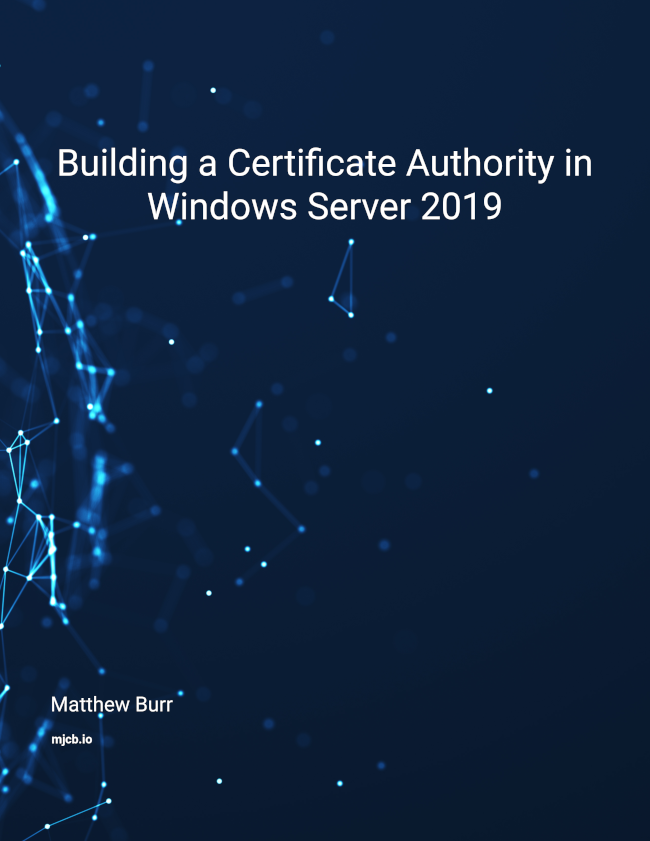 Building a Certificate Authority in
Windows Server 2019
Matthew Burr
mjcb.io